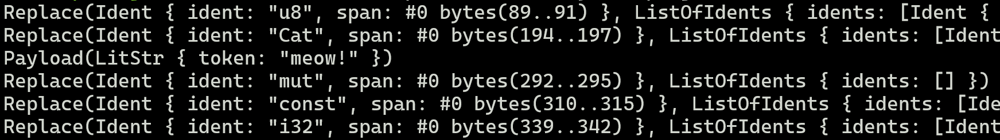 Replace(Ident { ident: "u8", span: #0 bytes(89..91) }, ListOfIdents { idents: [Ident {
Replace(Ident { ident: "Cat", span: #0 bytes(194..197) }, ListOfIdents { idents: [Ident
Payload(LitStr { token: "meow!" })
Replace(Ident { ident: "mut", span: #0 bytes(292..295) }, ListOfIdents { idents: [] })
Replace(Ident { ident: "const", span: #0 bytes(310..315) }, ListOfIdents { idents: [Ide
Replace(Ident { ident: "i32", span: #0 bytes(339..342) }, ListOfIdents { idents: [Ident